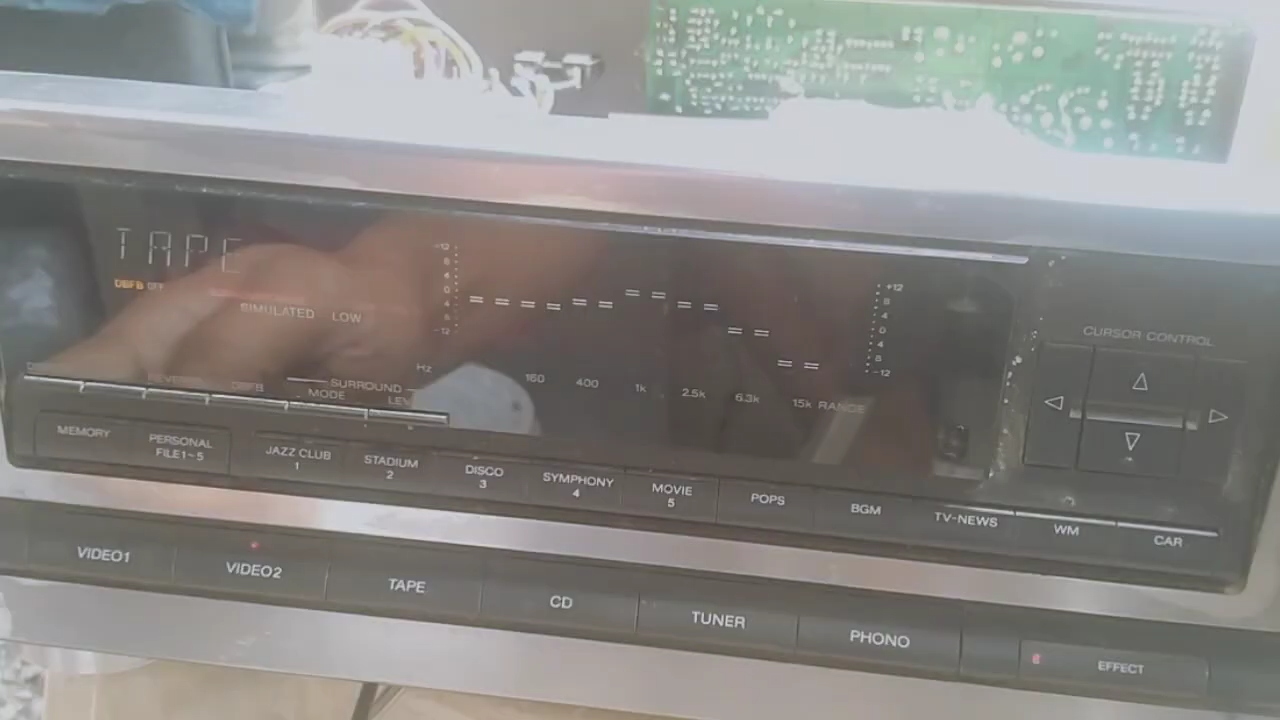 TAPE
DBFB OFF
SIMULATED LOW
-12
8
4
0
4
8
-12
+12
8
4
0
4
8
-12
Hz 160 400 1k 2.5k 6.3k 15k RANGE
REVERSE DBFB SURROUND
MODE LEV
CURSOR CONTROL
MEMORY
PERSONAL
FILE1~5
JAZZ CLUB
1
STADIUM
2
DISCO
3
SYMPHONY
4
MOVIE
5
POPS
BGM
TV-NEWS
WM
CAR
VIDEO1
VIDEO2
TAPE
CD
TUNER
PHONO
EFFECT